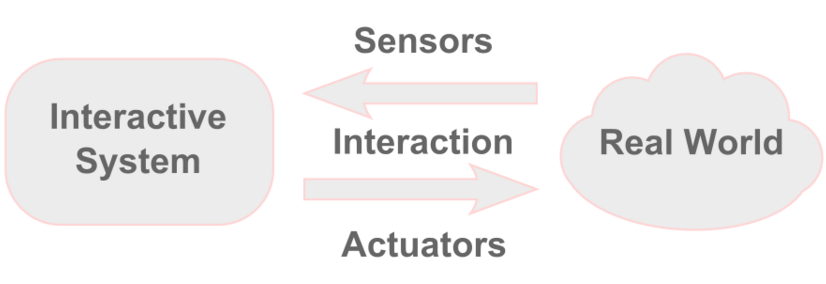 Sensors
Interactive
System
Interaction
Real World
Actuators